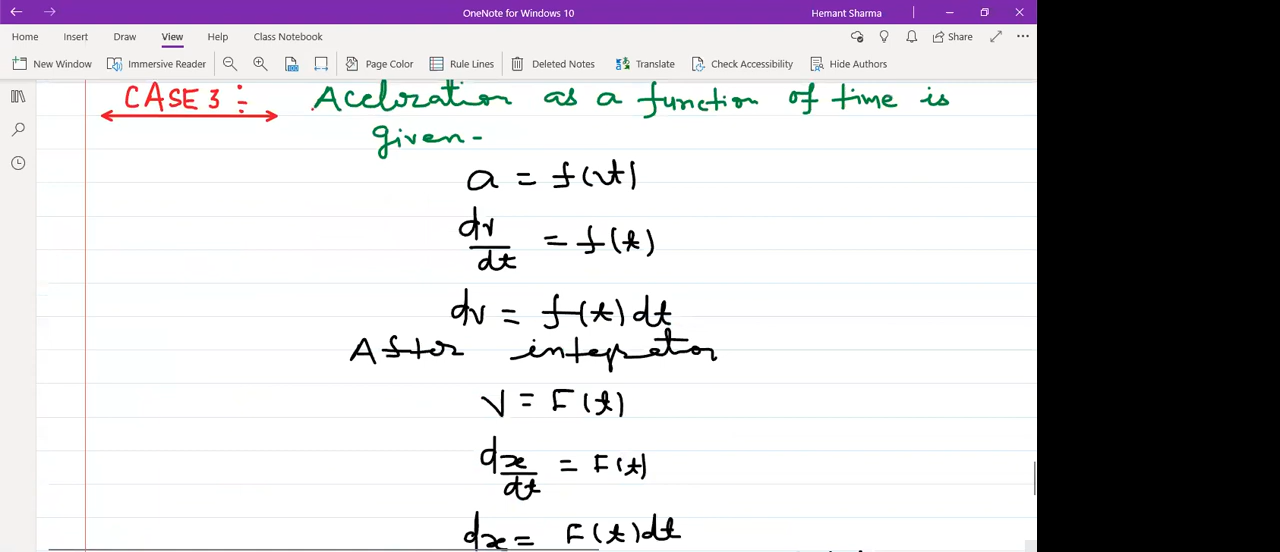 OneNote for Windows 10
Hemant Sharma
Home Insert Draw View Help Class Notebook Share
New Window Immersive Reader Page Color Rule Lines Deleted Notes Translate Check Accessibility Hide Authors
CASE 3 :- Acelration as a function of time is
given-
a = f(t)
dv/dt = f(t)
dv = f(t) dt
After integration
V = F(t)
dx/dt = F(t)
dx = F(t) dt